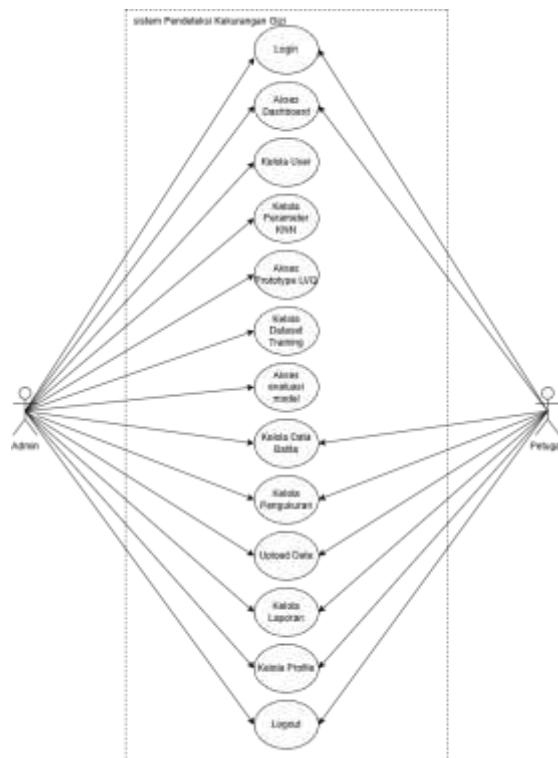 sistem Pendeteksi Kekurangan Gizi
Login
Akses
Dashboard
Kelola User
Kelola
Parameter
KNN
Akses
Prototype LVQ
Kelola
Dataset
Training
Akses
evaluasi
model
Admin
Petugas
Kelola Data
Balita
Kelola
Pengukuran
Upload Data
Kelola
Laporan
Kelola Profile
Logout